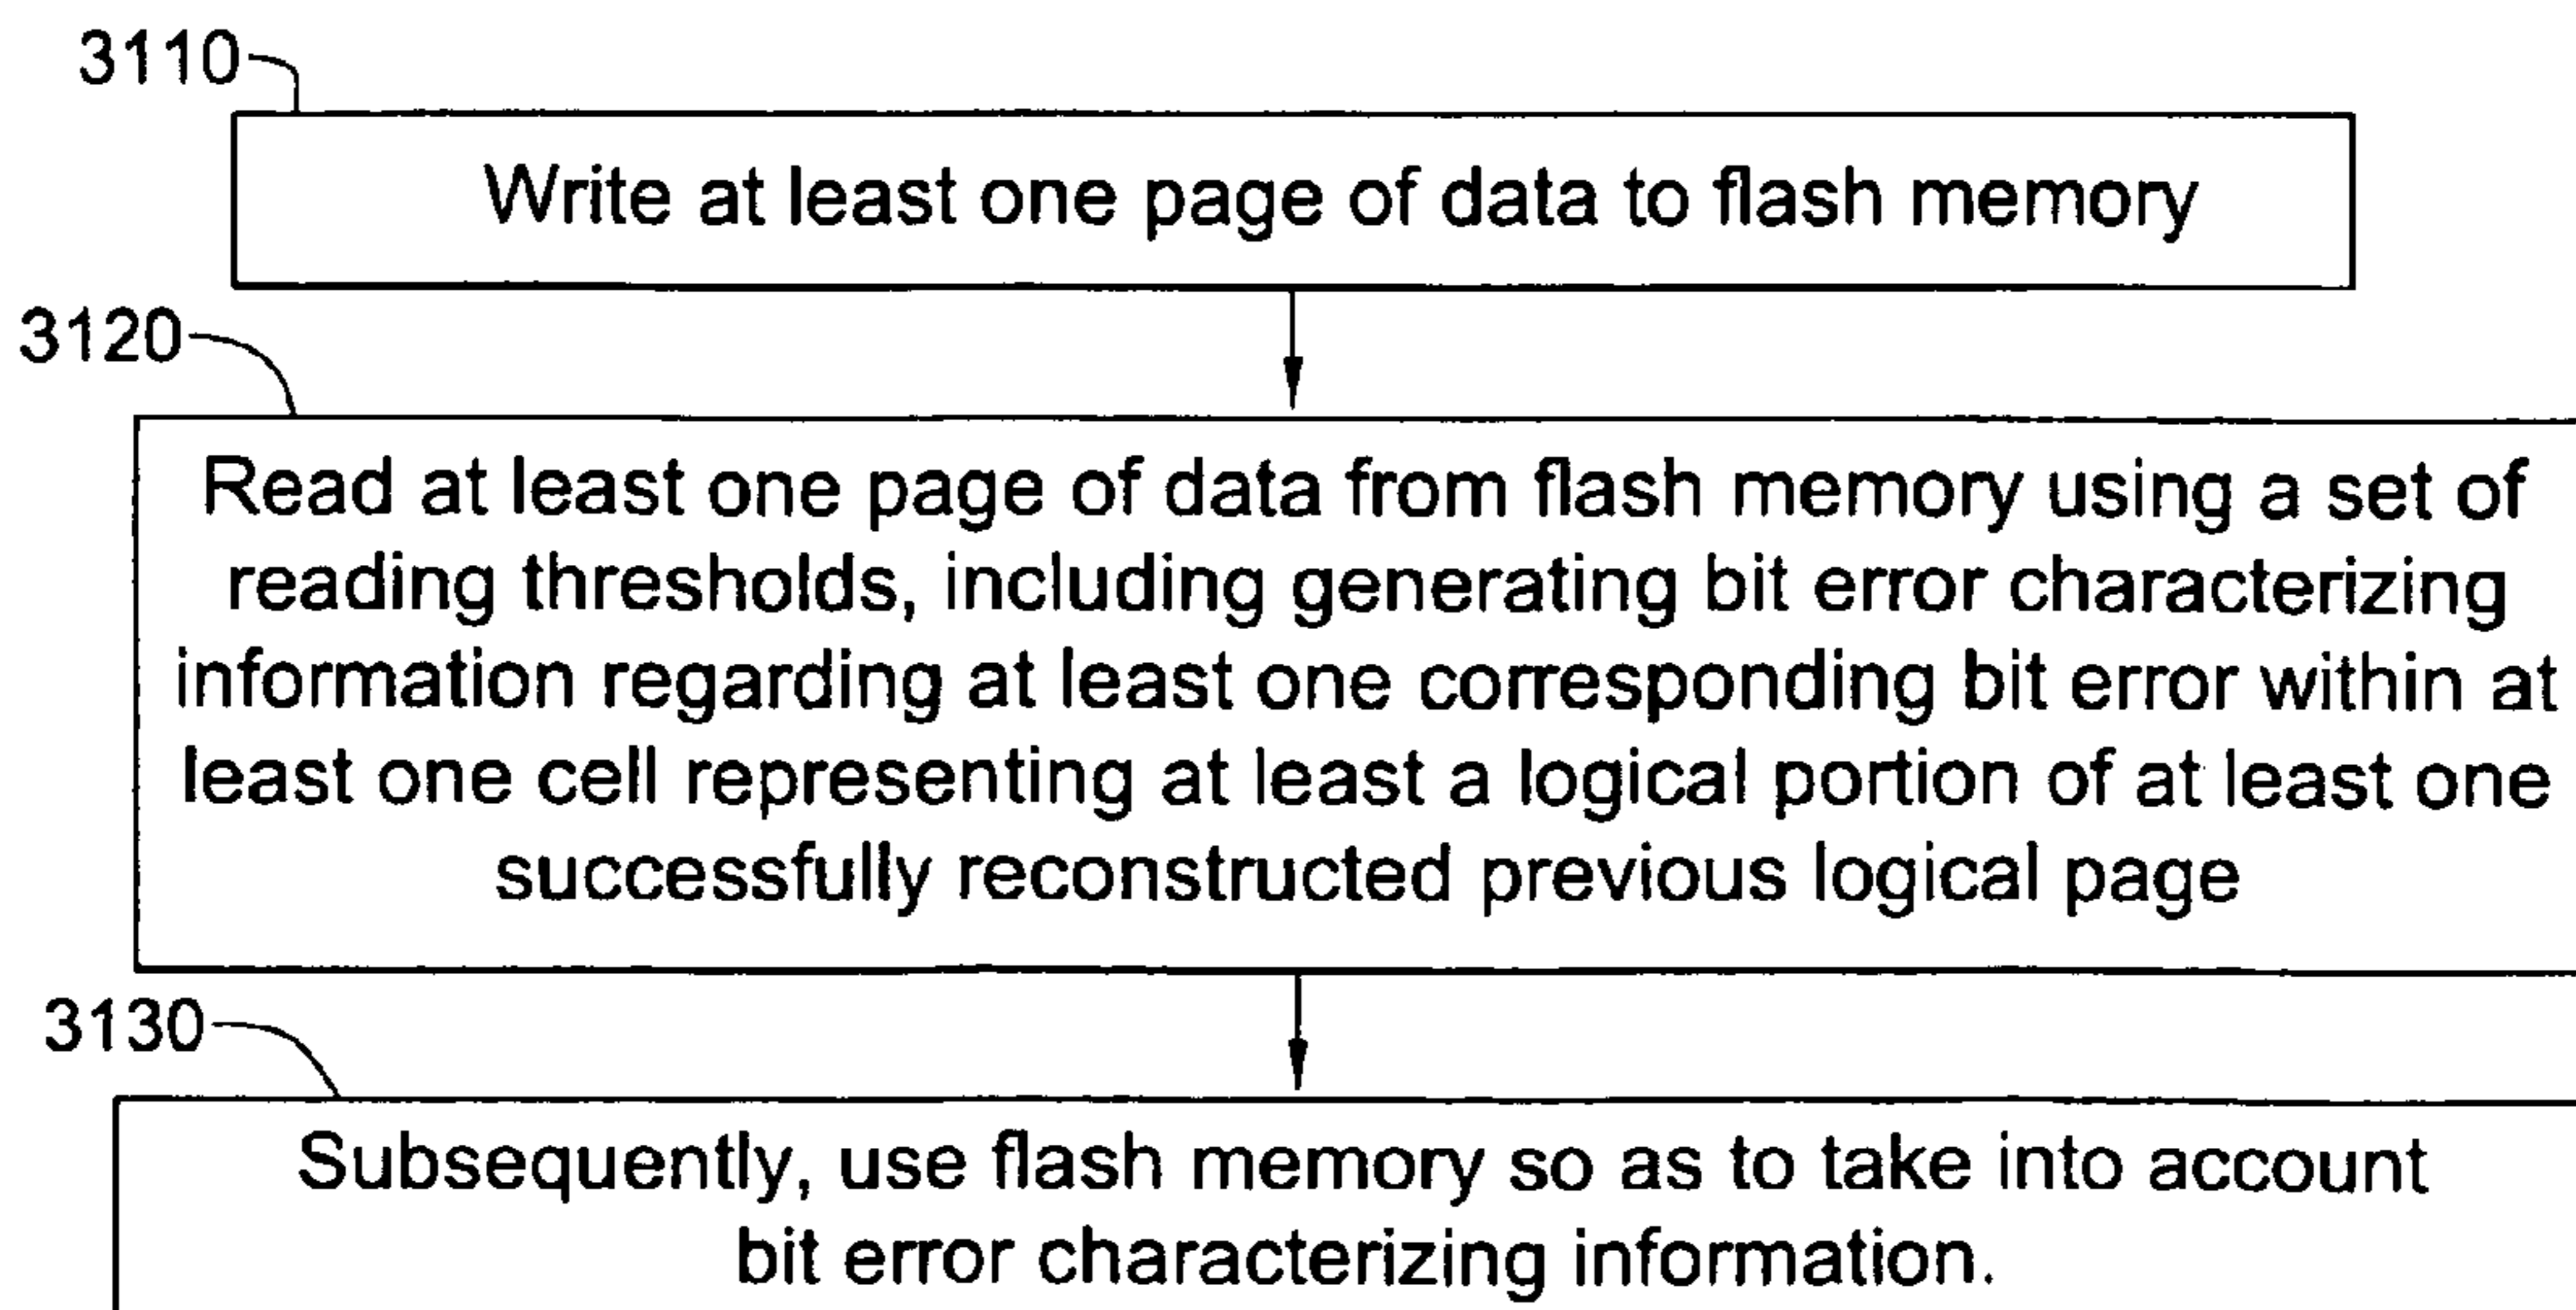 3110
Write at least one page of data to flash memory
3120
Read at least one page of data from flash memory using a set of
reading thresholds, including generating bit error characterizing
information regarding at least one corresponding bit error within at
least one cell representing at least a logical portion of at least one
successfully reconstructed previous logical page
3130
Subsequently, use flash memory so as to take into account
bit error characterizing information.